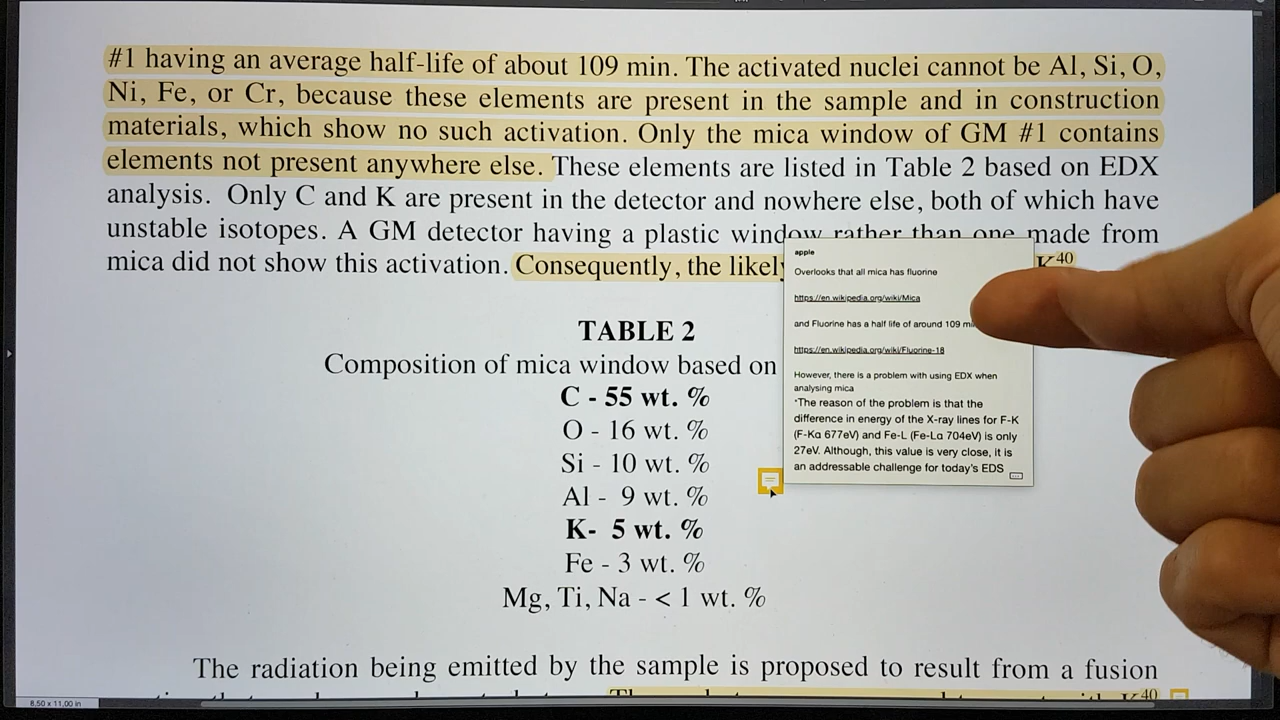 #1 having an average half-life of about 109 min. The activated nuclei cannot be Al, Si, O,
Ni, Fe, or Cr, because these elements are present in the sample and in construction
materials, which show no such activation. Only the mica window of GM #1 contains
elements not present anywhere else. These elements are listed in Table 2 based on EDX
analysis. Only C and K are present in the detector and nowhere else, both of which have
unstable isotopes. A GM detector having a plastic window rather than one made from
mica did not show this activation. Consequently, the likely K40
apple
Overlooks that all mica has fluorine
https://en.wikipedia.org/wiki/Mica
and Fluorine has a half life of around 109
https://en.wikipedia.org/wiki/Fluorine-18
However, there is a problem with using EDX when
analysing mica
"The reason of the problem is that the
difference in energy of the X-ray lines for F-K
(F-Kα 677eV) and Fe-L (Fe-Lα 704eV) is only
27eV. Although, this value is very close, it is
an addressable challenge for today's EDS
TABLE 2
Composition of mica window based on
C - 55 wt. %
O - 16 wt. %
Si - 10 wt. %
Al - 9 wt. %
K- 5 wt. %
Fe - 3 wt. %
Mg, Ti, Na - < 1 wt. %
The radiation being emitted by the sample is proposed to result from a fusion
8,50 x 11,00 in